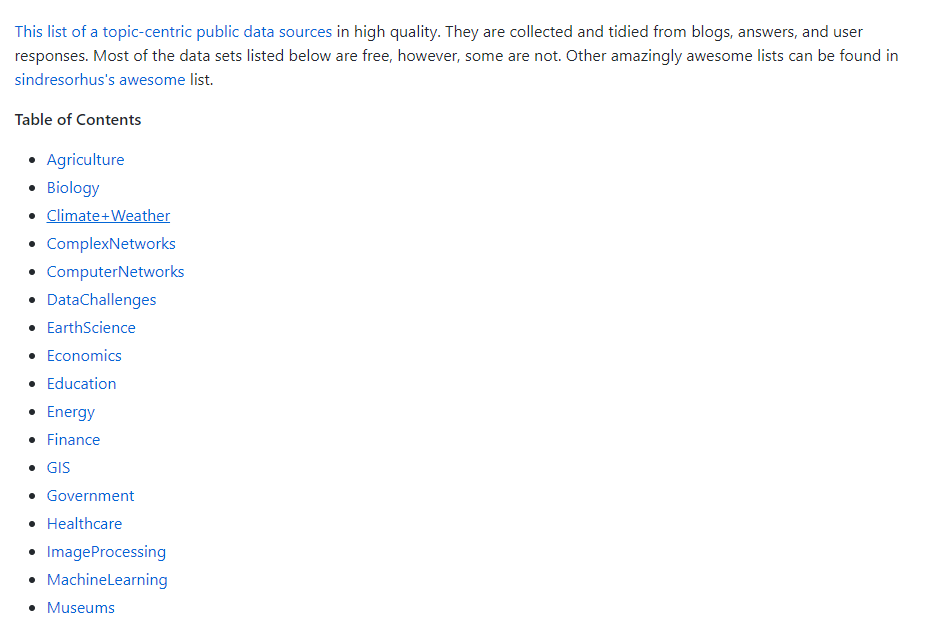 This list of a topic-centric public data sources in high quality. They are collected and tidied from blogs, answers, and user
responses. Most of the data sets listed below are free, however, some are not. Other amazingly awesome lists can be found in
sindresorhus's awesome list.
Table of Contents
Agriculture
Biology
Climate+Weather
ComplexNetworks
ComputerNetworks
DataChallenges
EarthScience
Economics
Education
Energy
Finance
GIS
Government
Healthcare
ImageProcessing
MachineLearning
Museums